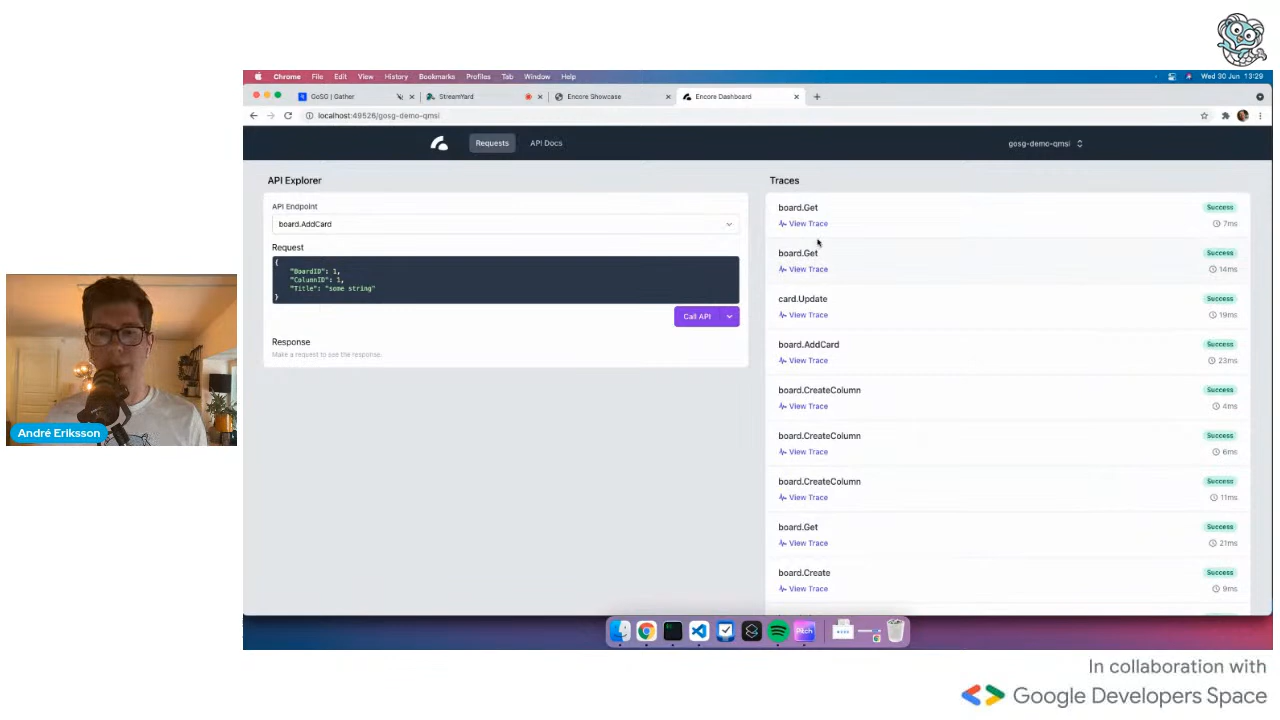 Chrome File Edit View History Bookmarks Profiles Tab Window Help
Wed 30 Jun 13:29
GoSG | Gather
StreamYard
Encore Showcase
Encore Dashboard
localhost:49526/gosg-demo-qmsi
Requests
API Docs
gosg-demo-qmsi
API Explorer
API Endpoint
board.AddCard
Request
{
"BoardID": 1,
"ColumnID": 1,
"Title": "some string"
}
Call API
Response
Make a request to see the response.
Traces
board.Get Success
View Trace 7ms
board.Get Success
View Trace 14ms
card.Update Success
View Trace 19ms
board.AddCard Success
View Trace 23ms
board.CreateColumn Success
View Trace 4ms
board.CreateColumn Success
View Trace 6ms
board.CreateColumn Success
View Trace 11ms
board.Get Success
View Trace 21ms
board.Create Success
View Trace 9ms
André Eriksson
Pitch
In collaboration with
Google Developers Space